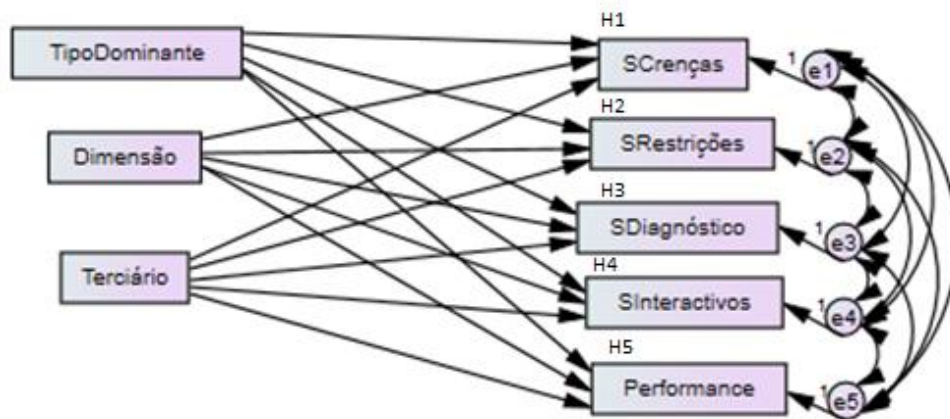 H1
TipoDominante
SCrenças
1
e1
H2
Dimensão
SRestrições
1
e2
H3
SDiagnóstico
1
e3
Terciário
H4
SInteractivos
1
e4
H5
Performance
1
e5